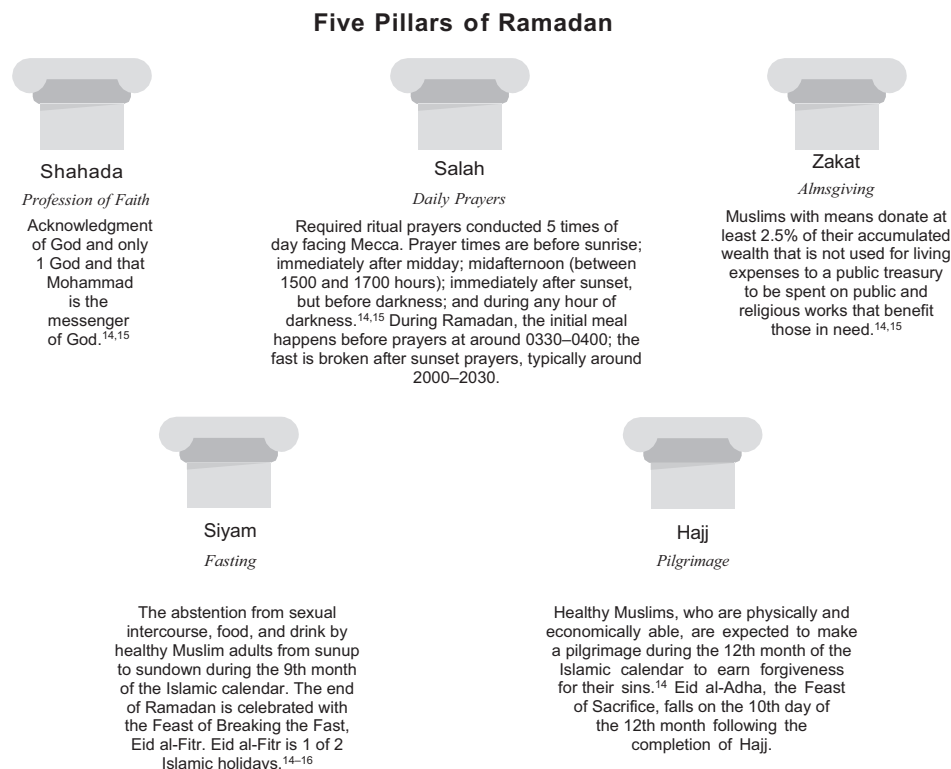 Five Pillars of Ramadan
Shahada
Profession of Faith
Acknowledgment
of God and only
1 God and that
Mohammad
is the
messenger
of God.14,15
Salah
Daily Prayers
Required ritual prayers conducted 5 times of
day facing Mecca. Prayer times are before sunrise;
immediately after midday; midafternoon (between
1500 and 1700 hours); immediately after sunset,
but before darkness; and during any hour of
darkness.14,15 During Ramadan, the initial meal
happens before prayers at around 0330–0400; the
fast is broken after sunset prayers, typically around
2000–2030.
Zakat
Almsgiving
Muslims with means donate at
least 2.5% of their accumulated
wealth that is not used for living
expenses to a public treasury
to be spent on public and
religious works that benefit
those in need.14,15
Siyam
Fasting
The abstention from sexual
intercourse, food, and drink by
healthy Muslim adults from sunup
to sundown during the 9th month
of the Islamic calendar. The end
of Ramadan is celebrated with
the Feast of Breaking the Fast,
Eid al-Fitr. Eid al-Fitr is 1 of 2
Islamic holidays.14–16
Hajj
Pilgrimage
Healthy Muslims, who are physically and
economically able, are expected to make
a pilgrimage during the 12th month of the
Islamic calendar to earn forgiveness
for their sins.14 Eid al-Adha, the Feast
of Sacrifice, falls on the 10th day of
the 12th month following the
completion of Hajj.